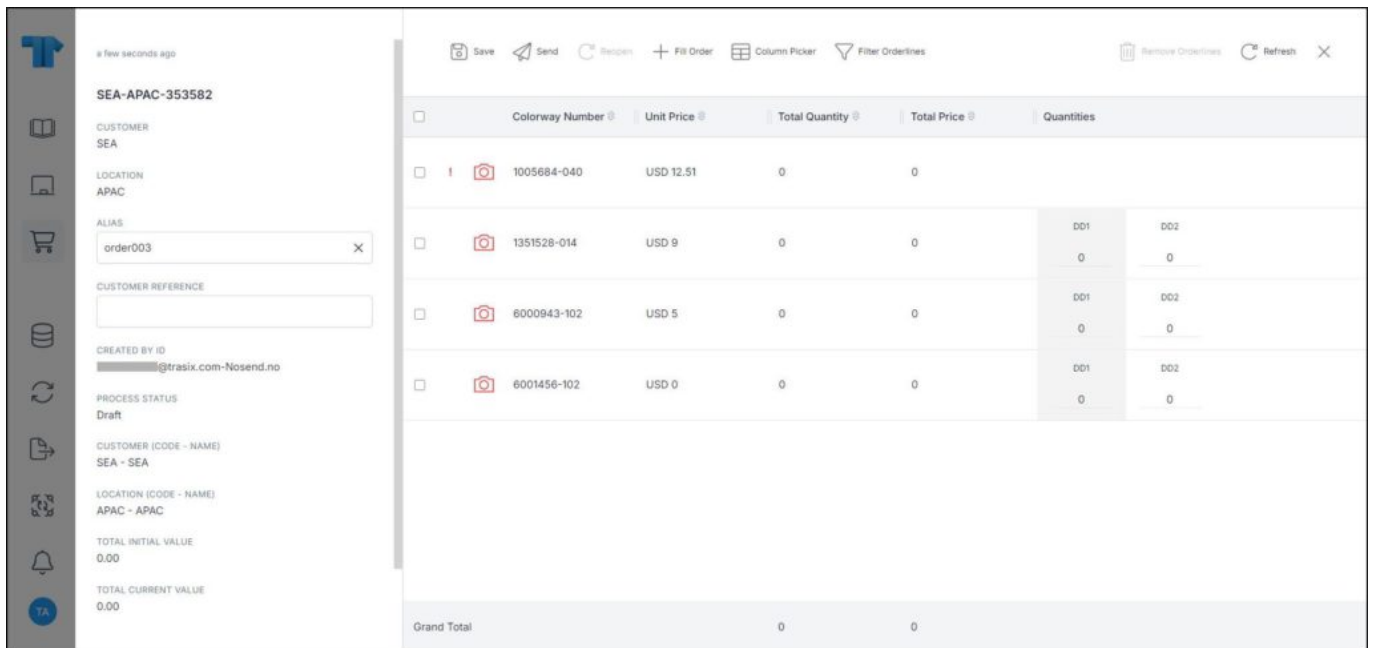 a few seconds ago
SEA-APAC-353582
CUSTOMER
SEA
LOCATION
APAC
ALIAS
order003
CUSTOMER REFERENCE
CREATED BY ID
@trasix.com-Nosend.no
PROCESS STATUS
Draft
CUSTOMER (CODE - NAME)
SEA - SEA
LOCATION (CODE - NAME)
APAC - APAC
TOTAL INITIAL VALUE
0.00
TOTAL CURRENT VALUE
0.00
TA
Save Send Reopen Fill Order Column Picker Filter Orderlines Remove Orderlines Refresh
Colorway Number Unit Price Total Quantity Total Price Quantities
! 1005684-040 USD 12.51 0 0
DD1 DD2
1351528-014 USD 9 0 0 0 0
DD1 DD2
6000943-102 USD 5 0 0 0 0
DD1 DD2
6001456-102 USD 0 0 0 0 0
Grand Total 0 0